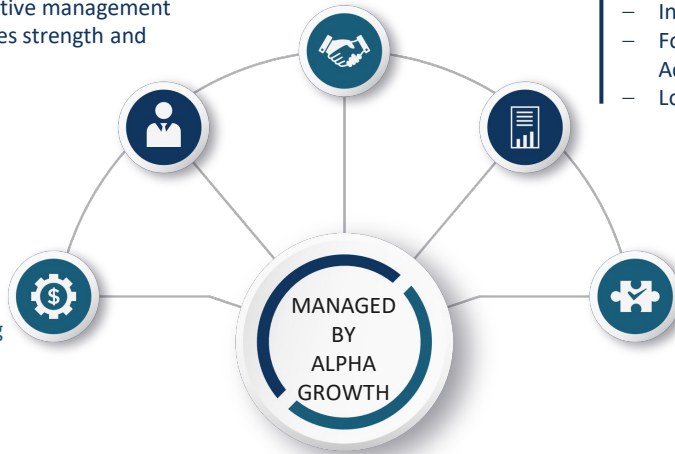 tive management
es strength and
–
–
–
$
MANAGED
BY
ALPHA
GROWTH